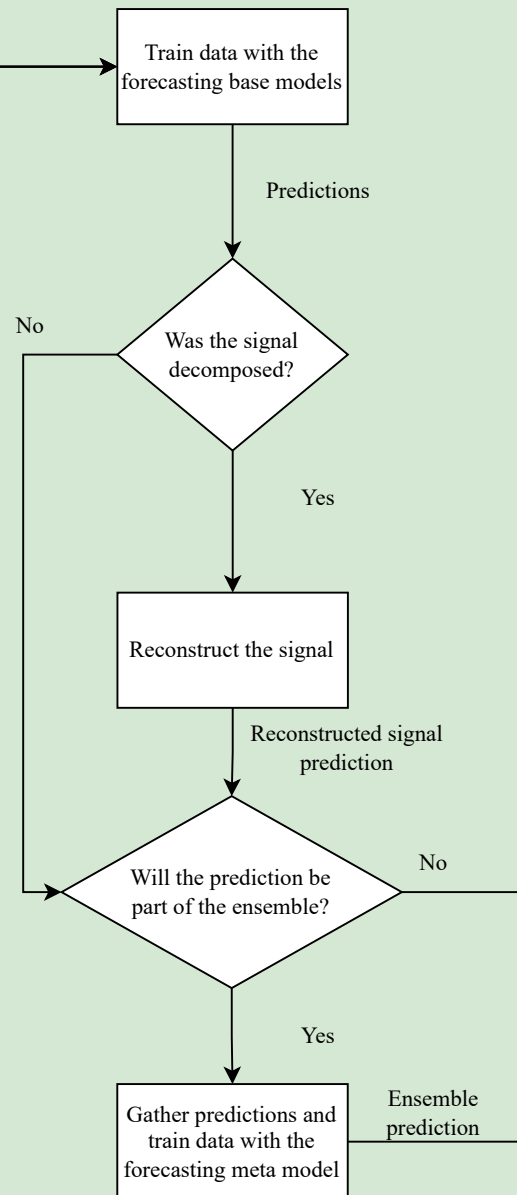 Train data with the
forecasting base models
Predictions
No
Was the signal
decomposed?
Yes
Reconstruct the signal
Reconstructed signal
prediction
Will the prediction be
part of the ensemble?
No
Yes
Gather predictions and
train data with the
forecasting meta model
Ensemble
prediction